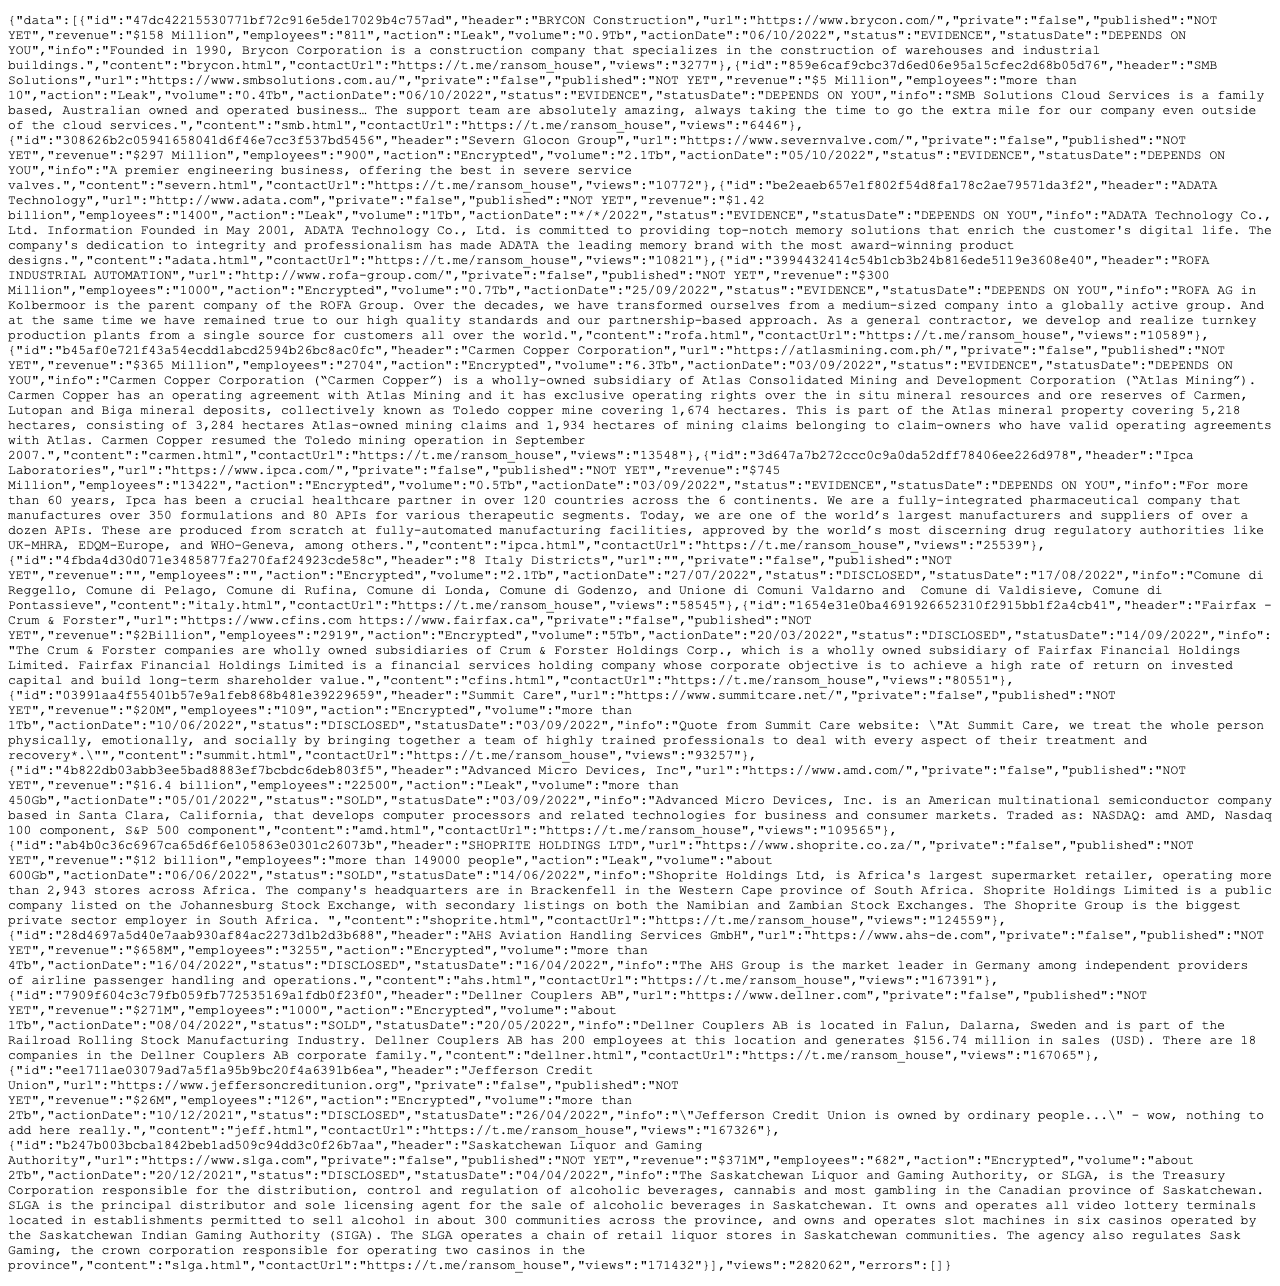 {"data":[{"id":"47dc42215530771bf72c916e5de17029b4c757ad","header":"BRYCON Construction","url":"https://www.brycon.com/","private":"false","published":"NOT
YET","revenue":"$158 Million","employees":"811","action":"Leak","volume":"0.9Tb","actionDate":"06/10/2022","status":"EVIDENCE","statusDate":"DEPENDS ON
YOU","info":"Founded in 1990, Brycon Corporation is a construction company that specializes in the construction of warehouses and industrial
buildings.","content":"brycon.html","contactUrl":"https://t.me/ransom_house","views":"3277"},{"id":"859e6caf9cbc37d6ed06e95a15cfec2d68b05d76","header":"SMB
Solutions","url":"https://www.smbsolutions.com.au/","private":"false","published":"NOT YET","revenue":"$5 Million","employees":"more than
10","action":"Leak","volume":"0.4Tb","actionDate":"06/10/2022","status":"EVIDENCE","statusDate":"DEPENDS ON YOU","info":"SMB Solutions Cloud Services is a family
based, Australian owned and operated business… The support team are absolutely amazing, always taking the time to go the extra mile for our company even outside
of the cloud services.","content":"smb.html","contactUrl":"https://t.me/ransom_house","views":"6446"},
{"id":"308626b2c05941658041d6f46e7cc3f537bd5456","header":"Severn Glocon Group","url":"https://www.severnvalve.com/","private":"false","published":"NOT
YET","revenue":"$297 Million","employees":"900","action":"Encrypted","volume":"2.1Tb","actionDate":"05/10/2022","status":"EVIDENCE","statusDate":"DEPENDS ON
YOU","info":"A premier engineering business, offering the best in severe service
valves.","content":"severn.html","contactUrl":"https://t.me/ransom_house","views":"10772"},{"id":"be2eaeb657e1f802f54d8fa178c2ae79571da3f2","header":"ADATA
Technology","url":"http://www.adata.com","private":"false","published":"NOT YET","revenue":"$1.42
billion","employees":"1400","action":"Leak","volume":"1Tb","actionDate":"*/*/2022","status":"EVIDENCE","statusDate":"DEPENDS ON YOU","info":"ADATA Technology Co.,
Ltd. Information Founded in May 2001, ADATA Technology Co., Ltd. is committed to providing top-notch memory solutions that enrich the customer's digital life. The
company's dedication to integrity and professionalism has made ADATA the leading memory brand with the most award-winning product
designs.","content":"adata.html","contactUrl":"https://t.me/ransom_house","views":"10821"},{"id":"3994432414c54b1cb3b24b816ede5119e3608e40","header":"ROFA
INDUSTRIAL AUTOMATION","url":"http://www.rofa-group.com/","private":"false","published":"NOT YET","revenue":"$300
Million","employees":"1000","action":"Encrypted","volume":"0.7Tb","actionDate":"25/09/2022","status":"EVIDENCE","statusDate":"DEPENDS ON YOU","info":"ROFA AG in
Kolbermoor is the parent company of the ROFA Group. Over the decades, we have transformed ourselves from a medium-sized company into a globally active group. And
at the same time we have remained true to our high quality standards and our partnership-based approach. As a general contractor, we develop and realize turnkey
production plants from a single source for customers all over the world.","content":"rofa.html","contactUrl":"https://t.me/ransom_house","views":"10589"},
{"id":"b45af0e721f43a54ecdd1abcd2594b26bc8ac0fc","header":"Carmen Copper Corporation","url":"https://atlasmining.com.ph/","private":"false","published":"NOT
YET","revenue":"$365 Million","employees":"2704","action":"Encrypted","volume":"6.3Tb","actionDate":"03/09/2022","status":"EVIDENCE","statusDate":"DEPENDS ON
YOU","info":"Carmen Copper Corporation (“Carmen Copper”) is a wholly-owned subsidiary of Atlas Consolidated Mining and Development Corporation (“Atlas Mining”).
Carmen Copper has an operating agreement with Atlas Mining and it has exclusive operating rights over the in situ mineral resources and ore reserves of Carmen,
Lutopan and Biga mineral deposits, collectively known as Toledo copper mine covering 1,674 hectares. This is part of the Atlas mineral property covering 5,218
hectares, consisting of 3,284 hectares Atlas-owned mining claims and 1,934 hectares of mining claims belonging to claim-owners who have valid operating agreements
with Atlas. Carmen Copper resumed the Toledo mining operation in September
2007.","content":"carmen.html","contactUrl":"https://t.me/ransom_house","views":"13548"},{"id":"3d647a7b272ccc0c9a0da52dff78406ee226d978","header":"Ipca
Laboratories","url":"https://www.ipca.com/","private":"false","published":"NOT YET","revenue":"$745
Million","employees":"13422","action":"Encrypted","volume":"0.5Tb","actionDate":"03/09/2022","status":"EVIDENCE","statusDate":"DEPENDS ON YOU","info":"For more
than 60 years, Ipca has been a crucial healthcare partner in over 120 countries across the 6 continents. We are a fully-integrated pharmaceutical company that
manufactures over 350 formulations and 80 APIs for various therapeutic segments. Today, we are one of the world’s largest manufacturers and suppliers of over a
dozen APIs. These are produced from scratch at fully-automated manufacturing facilities, approved by the world’s most discerning drug regulatory authorities like
UK-MHRA, EDQM-Europe, and WHO-Geneva, among others.","content":"ipca.html","contactUrl":"https://t.me/ransom_house","views":"25539"},
{"id":"4fbda4d30d071e3485877fa270faf24923cde58c","header":"8 Italy Districts","url":"","private":"false","published":"NOT
YET","revenue":"","employees":"","action":"Encrypted","volume":"2.1Tb","actionDate":"27/07/2022","status":"DISCLOSED","statusDate":"17/08/2022","info":"Comune di
Reggello, Comune di Pelago, Comune di Rufina, Comune di Londa, Comune di Godenzo, and Unione di Comuni Valdarno and  Comune di Valdisieve, Comune di
Pontassieve","content":"italy.html","contactUrl":"https://t.me/ransom_house","views":"58545"},{"id":"1654e31e0ba4691926652310f2915bb1f2a4cb41","header":"Fairfax -
Crum & Forster","url":"https://www.cfins.com https://www.fairfax.ca","private":"false","published":"NOT
YET","revenue":"$2Billion","employees":"2919","action":"Encrypted","volume":"5Tb","actionDate":"20/03/2022","status":"DISCLOSED","statusDate":"14/09/2022","info":
"The Crum & Forster companies are wholly owned subsidiaries of Crum & Forster Holdings Corp., which is a wholly owned subsidiary of Fairfax Financial Holdings
Limited. Fairfax Financial Holdings Limited is a financial services holding company whose corporate objective is to achieve a high rate of return on invested
capital and build long-term shareholder value.","content":"cfins.html","contactUrl":"https://t.me/ransom_house","views":"80551"},
{"id":"03991aa4f55401b57e9a1feb868b481e39229659","header":"Summit Care","url":"https://www.summitcare.net/","private":"false","published":"NOT
YET","revenue":"$20M","employees":"109","action":"Encrypted","volume":"more than
1Tb","actionDate":"10/06/2022","status":"DISCLOSED","statusDate":"03/09/2022","info":"Quote from Summit Care website: \"At Summit Care, we treat the whole person
physically, emotionally, and socially by bringing together a team of highly trained professionals to deal with every aspect of their treatment and
recovery*.\"","content":"summit.html","contactUrl":"https://t.me/ransom_house","views":"93257"},
{"id":"4b822db03abb3ee5bad8883ef7bcbdc6deb803f5","header":"Advanced Micro Devices, Inc","url":"https://www.amd.com/","private":"false","published":"NOT
YET","revenue":"$16.4 billion","employees":"22500","action":"Leak","volume":"more than
450Gb","actionDate":"05/01/2022","status":"SOLD","statusDate":"03/09/2022","info":"Advanced Micro Devices, Inc. is an American multinational semiconductor company
based in Santa Clara, California, that develops computer processors and related technologies for business and consumer markets. Traded as: NASDAQ: amd AMD, Nasdaq
100 component, S&P 500 component","content":"amd.html","contactUrl":"https://t.me/ransom_house","views":"109565"},
{"id":"ab4b0c36c6967ca65d6f6e105863e0301c26073b","header":"SHOPRITE HOLDINGS LTD","url":"https://www.shoprite.co.za/","private":"false","published":"NOT
YET","revenue":"$12 billion","employees":"more than 149000 people","action":"Leak","volume":"about
600Gb","actionDate":"06/06/2022","status":"SOLD","statusDate":"14/06/2022","info":"Shoprite Holdings Ltd, is Africa's largest supermarket retailer, operating more
than 2,943 stores across Africa. The company's headquarters are in Brackenfell in the Western Cape province of South Africa. Shoprite Holdings Limited is a public
company listed on the Johannesburg Stock Exchange, with secondary listings on both the Namibian and Zambian Stock Exchanges. The Shoprite Group is the biggest
private sector employer in South Africa. ","content":"shoprite.html","contactUrl":"https://t.me/ransom_house","views":"124559"},
{"id":"28d4697a5d40e7aab930af84ac2273d1b2d3b688","header":"AHS Aviation Handling Services GmbH","url":"https://www.ahs-de.com","private":"false","published":"NOT
YET","revenue":"$658M","employees":"3255","action":"Encrypted","volume":"more than
4Tb","actionDate":"16/04/2022","status":"DISCLOSED","statusDate":"16/04/2022","info":"The AHS Group is the market leader in Germany among independent providers
of airline passenger handling and operations.","content":"ahs.html","contactUrl":"https://t.me/ransom_house","views":"167391"},
{"id":"7909f604c3c79fb059fb772535169a1fdb0f23f0","header":"Dellner Couplers AB","url":"https://www.dellner.com","private":"false","published":"NOT
YET","revenue":"$271M","employees":"1000","action":"Encrypted","volume":"about
1Tb","actionDate":"08/04/2022","status":"SOLD","statusDate":"20/05/2022","info":"Dellner Couplers AB is located in Falun, Dalarna, Sweden and is part of the
Railroad Rolling Stock Manufacturing Industry. Dellner Couplers AB has 200 employees at this location and generates $156.74 million in sales (USD). There are 18
companies in the Dellner Couplers AB corporate family.","content":"dellner.html","contactUrl":"https://t.me/ransom_house","views":"167065"},
{"id":"ee1711ae03079ad7a5f1a95b9bc20f4a6391b6ea","header":"Jefferson Credit
Union","url":"https://www.jeffersoncreditunion.org","private":"false","published":"NOT
YET","revenue":"$26M","employees":"126","action":"Encrypted","volume":"more than
2Tb","actionDate":"10/12/2021","status":"DISCLOSED","statusDate":"26/04/2022","info":"\"Jefferson Credit Union is owned by ordinary people...\" - wow, nothing to
add here really.","content":"jeff.html","contactUrl":"https://t.me/ransom_house","views":"167326"},
{"id":"b247b003bcba1842beb1ad509c94dd3c0f26b7aa","header":"Saskatchewan Liquor and Gaming
Authority","url":"https://www.slga.com","private":"false","published":"NOT YET","revenue":"$371M","employees":"682","action":"Encrypted","volume":"about
2Tb","actionDate":"20/12/2021","status":"DISCLOSED","statusDate":"04/04/2022","info":"The Saskatchewan Liquor and Gaming Authority, or SLGA, is the Treasury
Corporation responsible for the distribution, control and regulation of alcoholic beverages, cannabis and most gambling in the Canadian province of Saskatchewan.
SLGA is the principal distributor and sole licensing agent for the sale of alcoholic beverages in Saskatchewan. It owns and operates all video lottery terminals
located in establishments permitted to sell alcohol in about 300 communities across the province, and owns and operates slot machines in six casinos operated by
the Saskatchewan Indian Gaming Authority (SIGA). The SLGA operates a chain of retail liquor stores in Saskatchewan communities. The agency also regulates Sask
Gaming, the crown corporation responsible for operating two casinos in the
province","content":"slga.html","contactUrl":"https://t.me/ransom_house","views":"171432"}],"views":"282062","errors":[]}